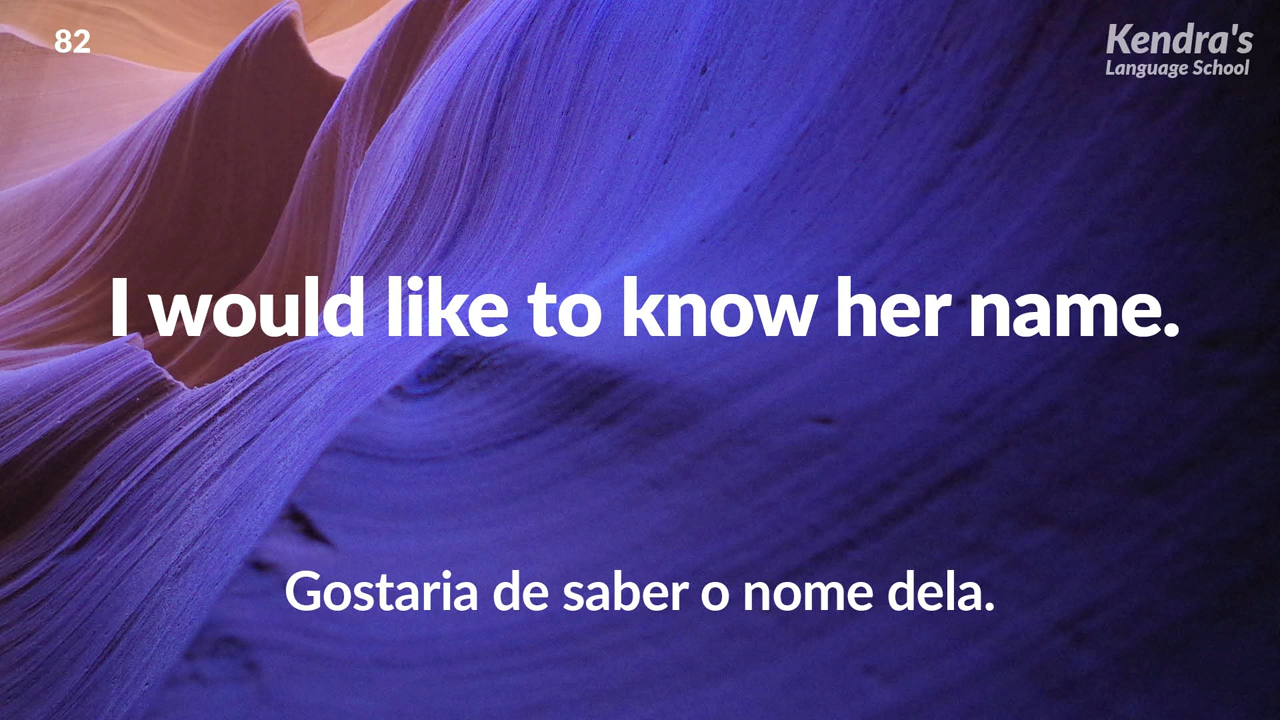 82
Kendra's
Language School
I would like to know her name.
Gostaria de saber o nome dela.